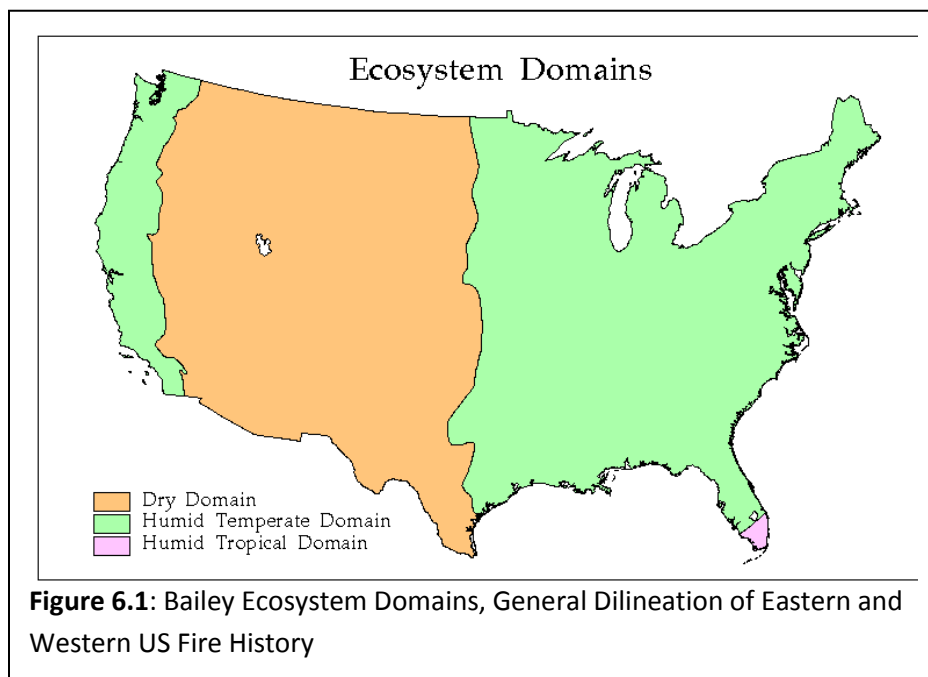 Ecosystem Domains
Dry Domain
Humid Temperate Domain
Humid Tropical Domain
Figure 6.1: Bailey Ecosystem Domains, General Dilineation of Eastern and
Western US Fire History